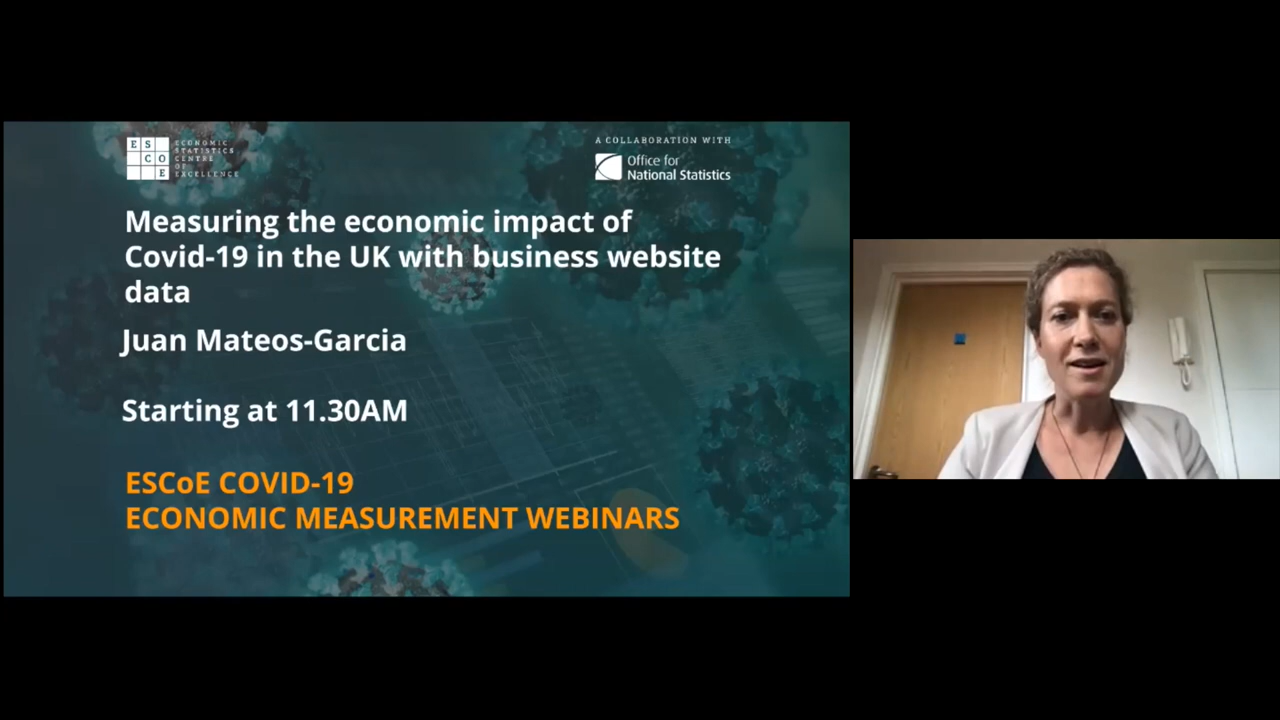 E S
C O
E
ECONOMIC
STATISTICS
CENTRE
OF
EXCELLENCE
A COLLABORATION WITH
Office for
National Statistics
Measuring the economic impact of
Covid-19 in the UK with business website
data
Juan Mateos-Garcia
Starting at 11.30AM
ESCoE COVID-19
ECONOMIC MEASUREMENT WEBINARS